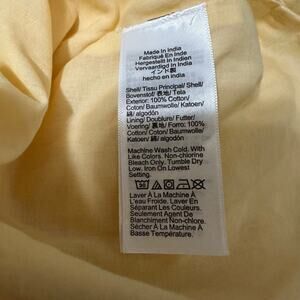 Made In India
Fabriqué En Inde
Hergestellt in Indien
Vervaardigd in India
インド製
hecho en india
Shell/ Tissu Principal/ Shell/
Bovenstof/ 表地/ Tela
Exterior: 100% Cotton/
Coton/ Baumwolle/ Katoen/
綿/ algodón
Lining/ Doublure/ Futter/
Voering/ 裏地/ Forro: 100%
Cotton/ Coton/ Baumwolle/
Katoen/ 綿/ algodón
Machine Wash Cold. With
Like Colors. Non-chlorine
Bleach Only. Tumble Dry
Low. Iron On Lowest
Setting.
Laver À La Machine À
L'eau Froide. Laver En
Séparant Les Couleurs.
Seulement Agent De
Blanchiment Non-chlore.
Sécher À La Machine À
Basse Température.